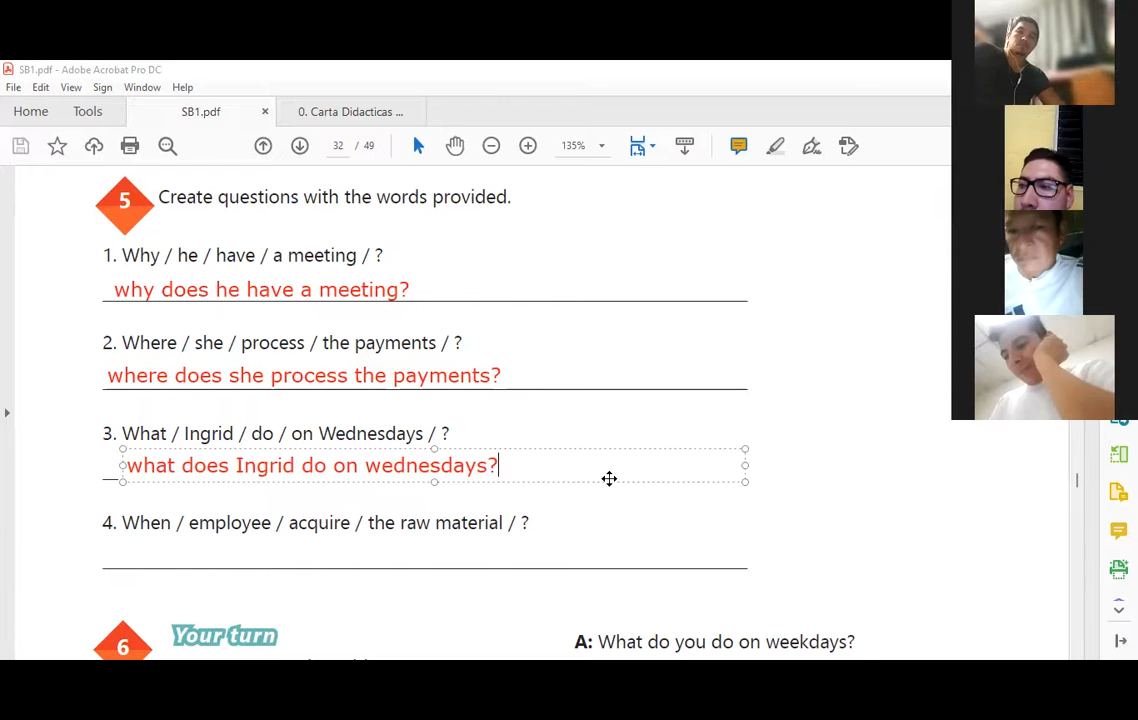 SB1.pdf - Adobe Acrobat Pro DC
File Edit View Sign Window Help
Home Tools SB1.pdf × 0. Carta Didacticas ...
32 / 49 135%
5 Create questions with the words provided.
1. Why / he / have / a meeting / ?
why does he have a meeting?
2. Where / she / process / the payments / ?
where does she process the payments?
3. What / Ingrid / do / on Wednesdays / ?
what does Ingrid do on wednesdays?
4. When / employee / acquire / the raw material / ?
6 Your turn
A: What do you do on weekdays?